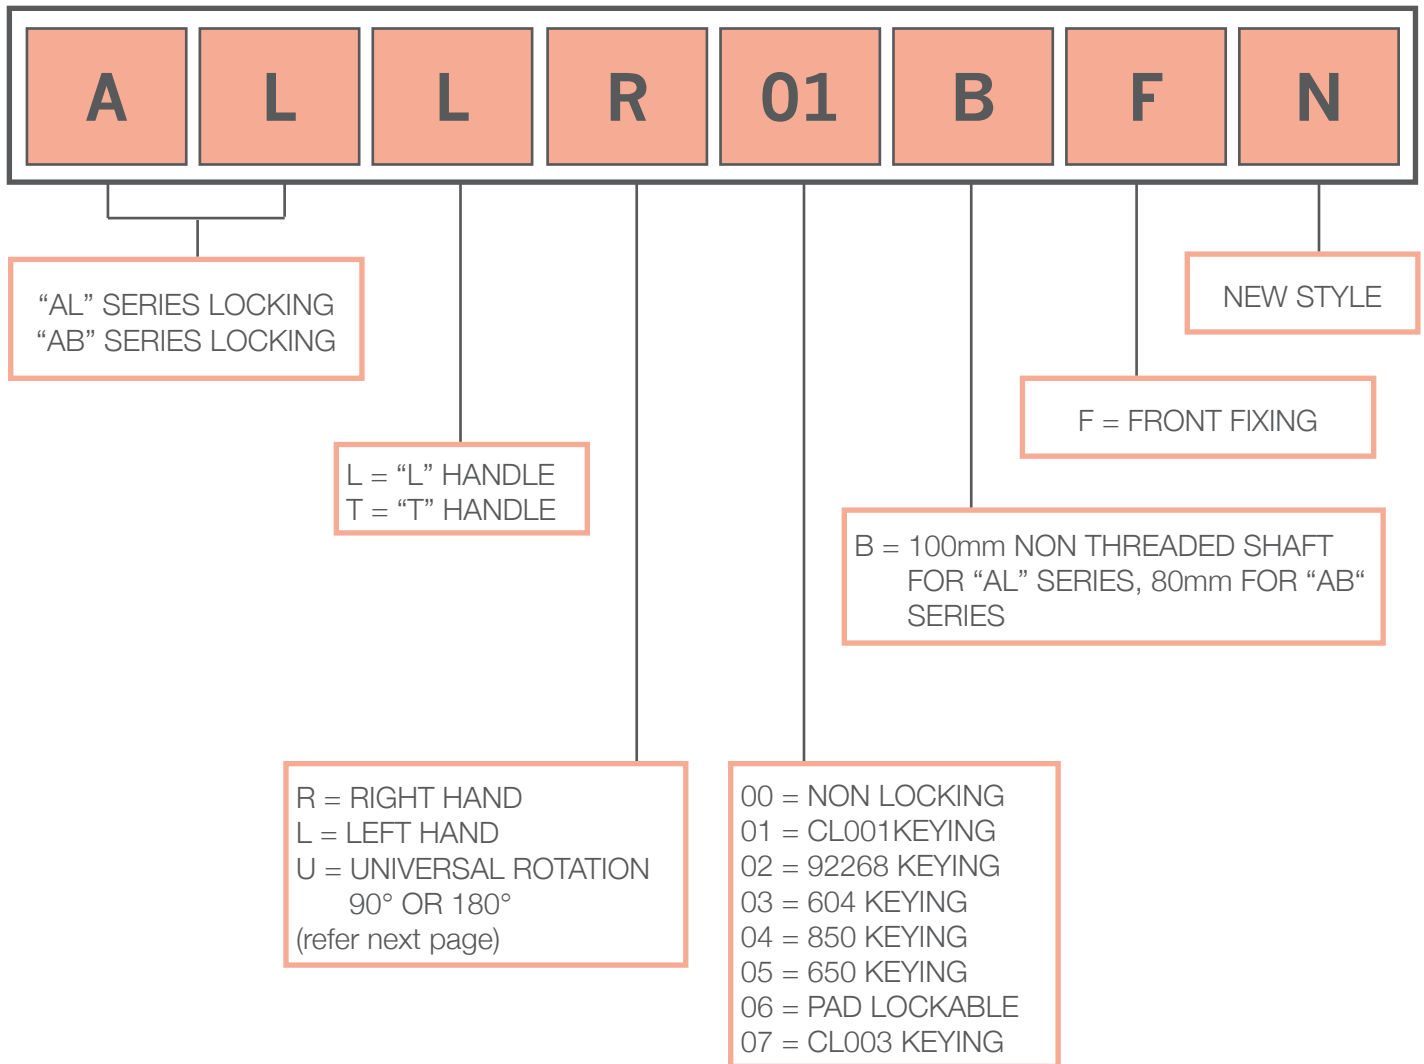 A L L R 01 B F N
“AL” SERIES LOCKING
“AB” SERIES LOCKING
NEW STYLE
F = FRONT FIXING
L = “L” HANDLE
T = “T” HANDLE
B = 100mm NON THREADED SHAFT
FOR “AL” SERIES, 80mm FOR “AB“
SERIES
R = RIGHT HAND
L = LEFT HAND
U = UNIVERSAL ROTATION
90° OR 180°
(refer next page)
00 = NON LOCKING
01 = CL001KEYING
02 = 92268 KEYING
03 = 604 KEYING
04 = 850 KEYING
05 = 650 KEYING
06 = PAD LOCKABLE
07 = CL003 KEYING